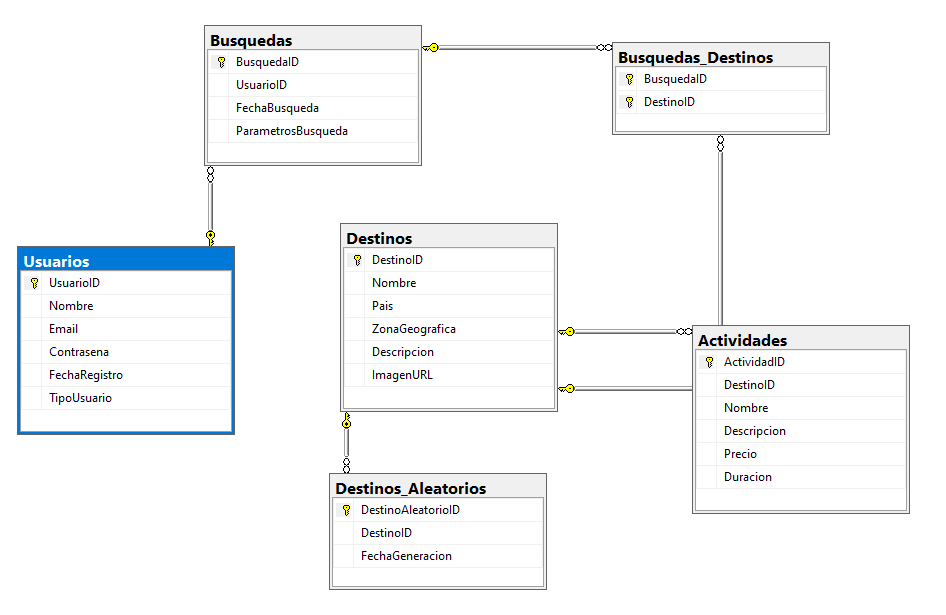 Busquedas
BusquedaID
UsuarioID
FechaBusqueda
ParametrosBusqueda
Busquedas_Destinos
BusquedaID
DestinoID
Usuarios
UsuarioID
Nombre
Email
Contrasena
FechaRegistro
TipoUsuario
Destinos
DestinoID
Nombre
Pais
ZonaGeografica
Descripcion
ImagenURL
Actividades
ActividadID
DestinoID
Nombre
Descripcion
Precio
Duracion
Destinos_Aleatorios
DestinoAleatorioID
DestinoID
FechaGeneracion